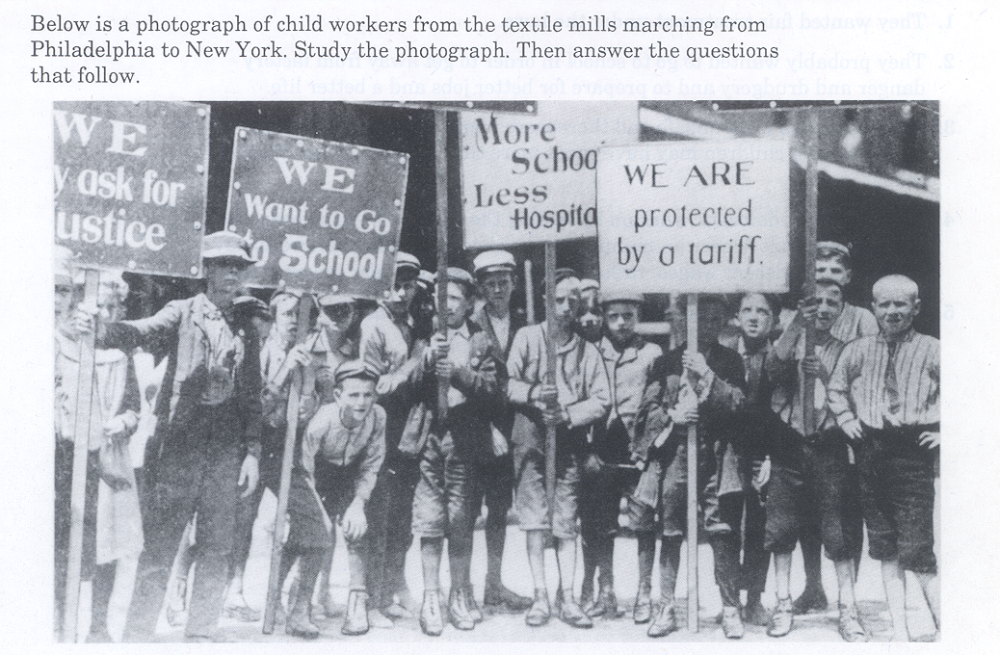 Below is a photograph of child workers from the textile mills marching from
Philadelphia to New York. Study the photograph. Then answer the questions
that follow.
WE
y ask for
ustice
WE
Want to Go
to School
More
Schoo
Less
Hospita
WE ARE
protected
by a tariff.